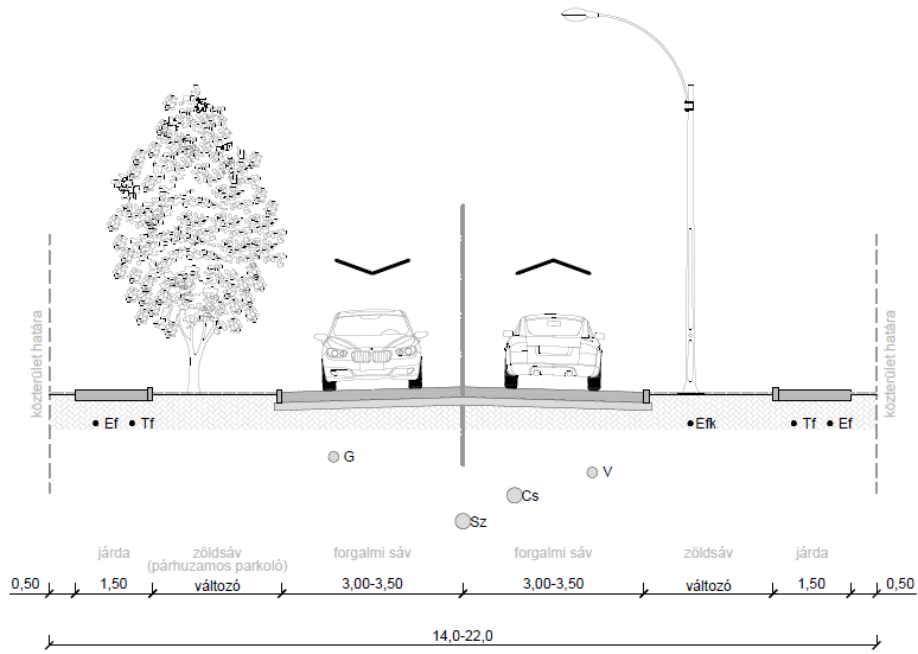 közterület határa
közterület határa
Ef
Tf
Efk
Tf
Ef
G
V
Cs
Sz
járda
zöldsáv
(párhuzamos parkoló)
forgalmi sáv
forgalmi sáv
zöldsáv
járda
0,50
1,50
változó
3,00-3,50
3,00-3,50
változó
1,50
0,50
14,0-22,0